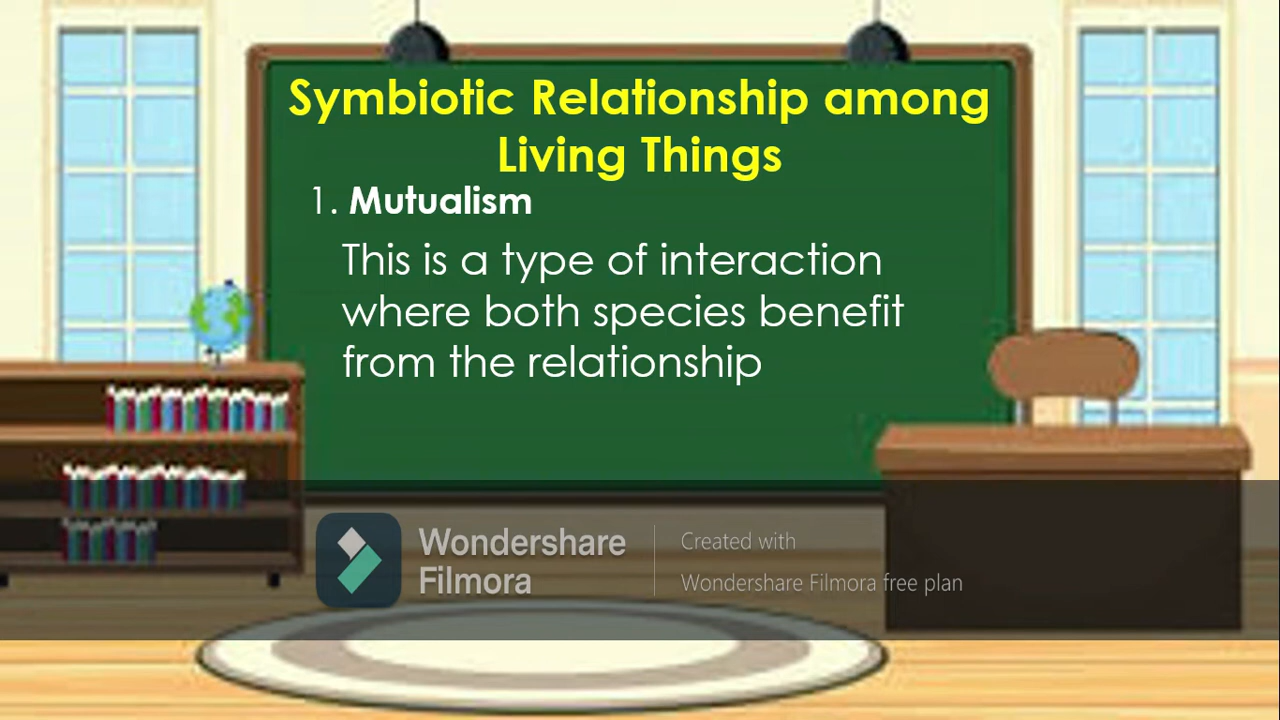 Symbiotic Relationship among
Living Things
1. Mutualism
This is a type of interaction
where both species benefit
from the relationship
Wondershare
Filmora
Created with
Wondershare Filmora free plan